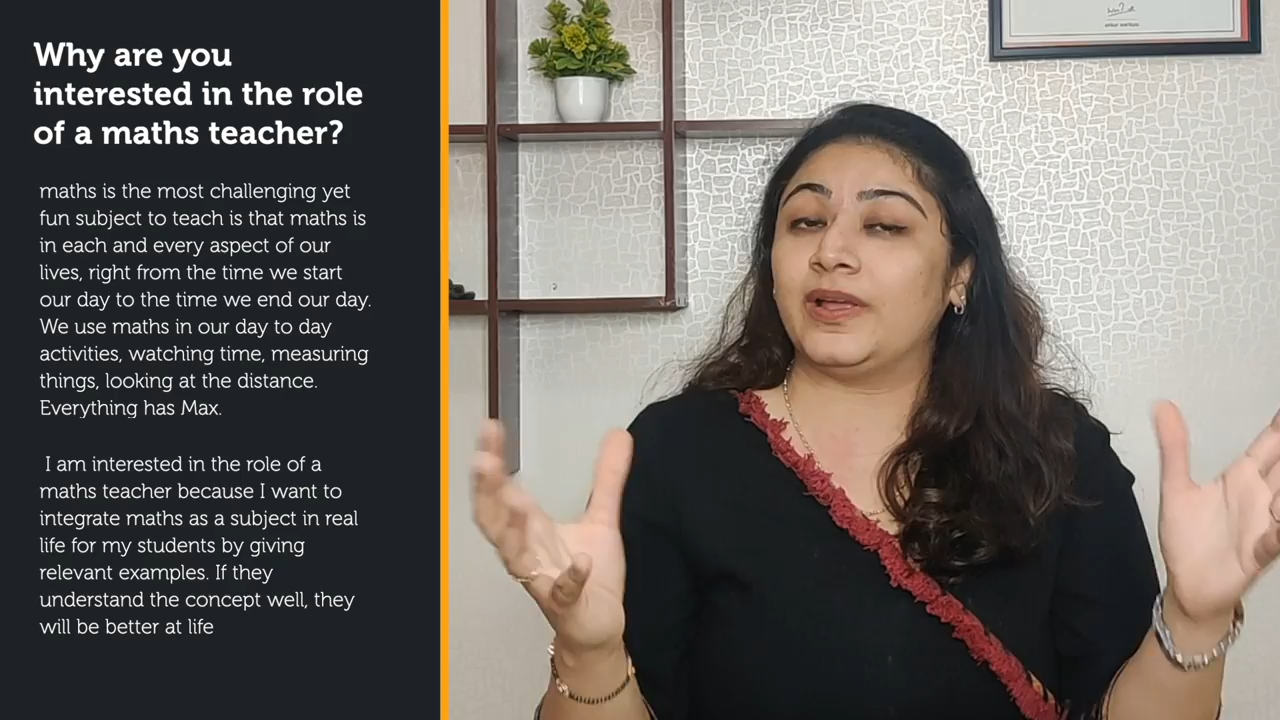 Why are you
interested in the role
of a maths teacher?
maths is the most challenging yet
fun subject to teach is that maths is
in each and every aspect of our
lives, right from the time we start
our day to the time we end our day.
We use maths in our day to day
activities, watching time, measuring
things, looking at the distance.
Everything has Max.
I am interested in the role of a
maths teacher because I want to
integrate maths as a subject in real
life for my students by giving
relevant examples. If they
understand the concept well, they
will be better at life